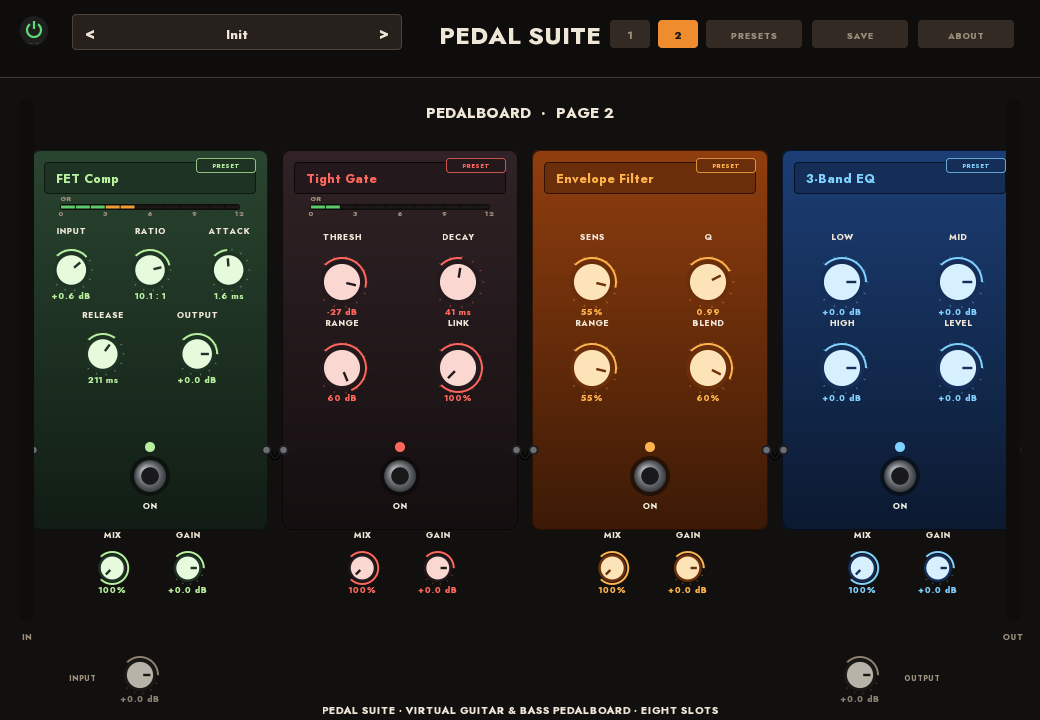 < Init > PEDAL SUITE 1 2 PRESETS SAVE ABOUT
PEDALBOARD · PAGE 2
PRESET PRESET PRESET PRESET
FET Comp Tight Gate Envelope Filter 3-Band EQ
GR GR
0 3 6 9 12 0 3 6 9 12
INPUT RATIO ATTACK THRESH DECAY SENS Q LOW MID
+0.6 dB 10.1 : 1 1.6 ms -27 dB 41 ms 55% 0.99 +0.0 dB +0.0 dB
RELEASE OUTPUT RANGE LINK RANGE BLEND HIGH LEVEL
211 ms +0.0 dB 60 dB 100% 55% 60% +0.0 dB +0.0 dB
ON ON ON ON
MIX GAIN MIX GAIN MIX GAIN MIX GAIN
100% +0.0 dB 100% +0.0 dB 100% +0.0 dB 100% +0.0 dB
IN OUT
INPUT OUTPUT
+0.0 dB +0.0 dB
PEDAL SUITE · VIRTUAL GUITAR & BASS PEDALBOARD · EIGHT SLOTS